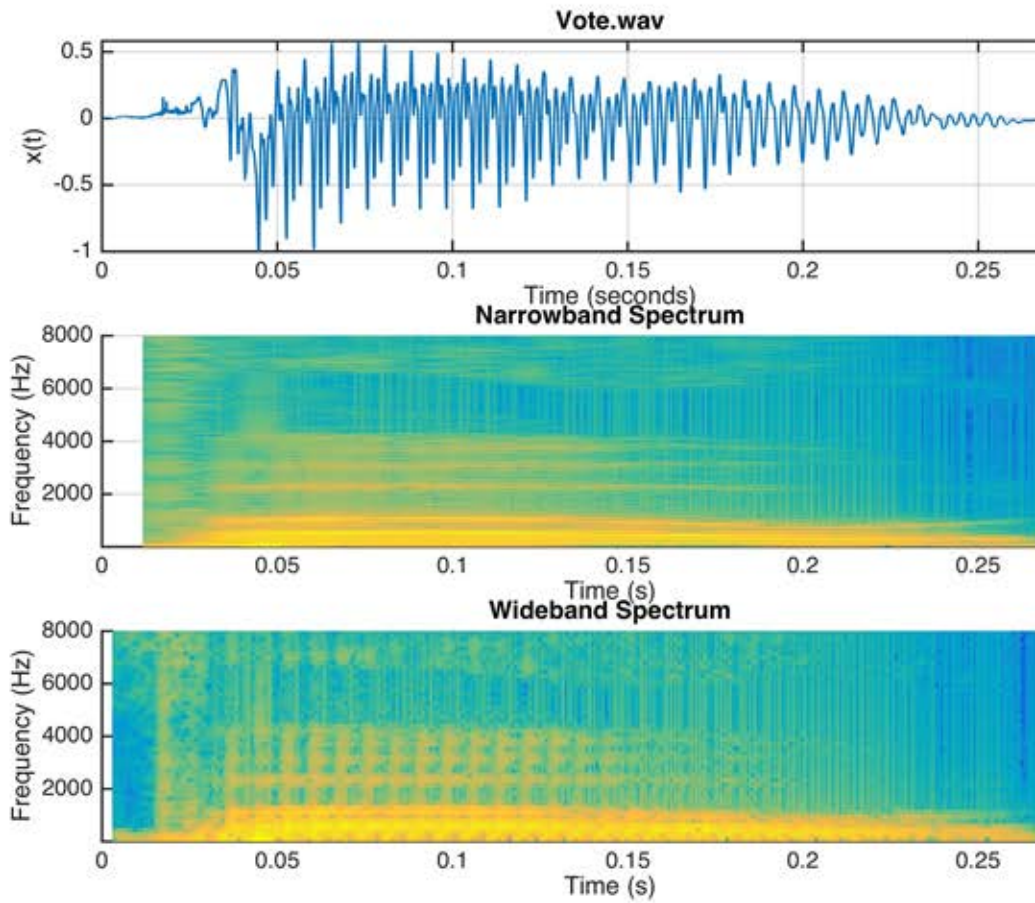 Vote.wav
x(t)
0.5
0
-0.5
-1
0 0.05 0.1 0.15 0.2 0.25
Time (seconds)
Narrowband Spectrum
Frequency (Hz)
8000
6000
4000
2000
0 0.05 0.1 0.15 0.2 0.25
Time (s)
Wideband Spectrum
Frequency (Hz)
8000
6000
4000
2000
0 0.05 0.1 0.15 0.2 0.25
Time (s)